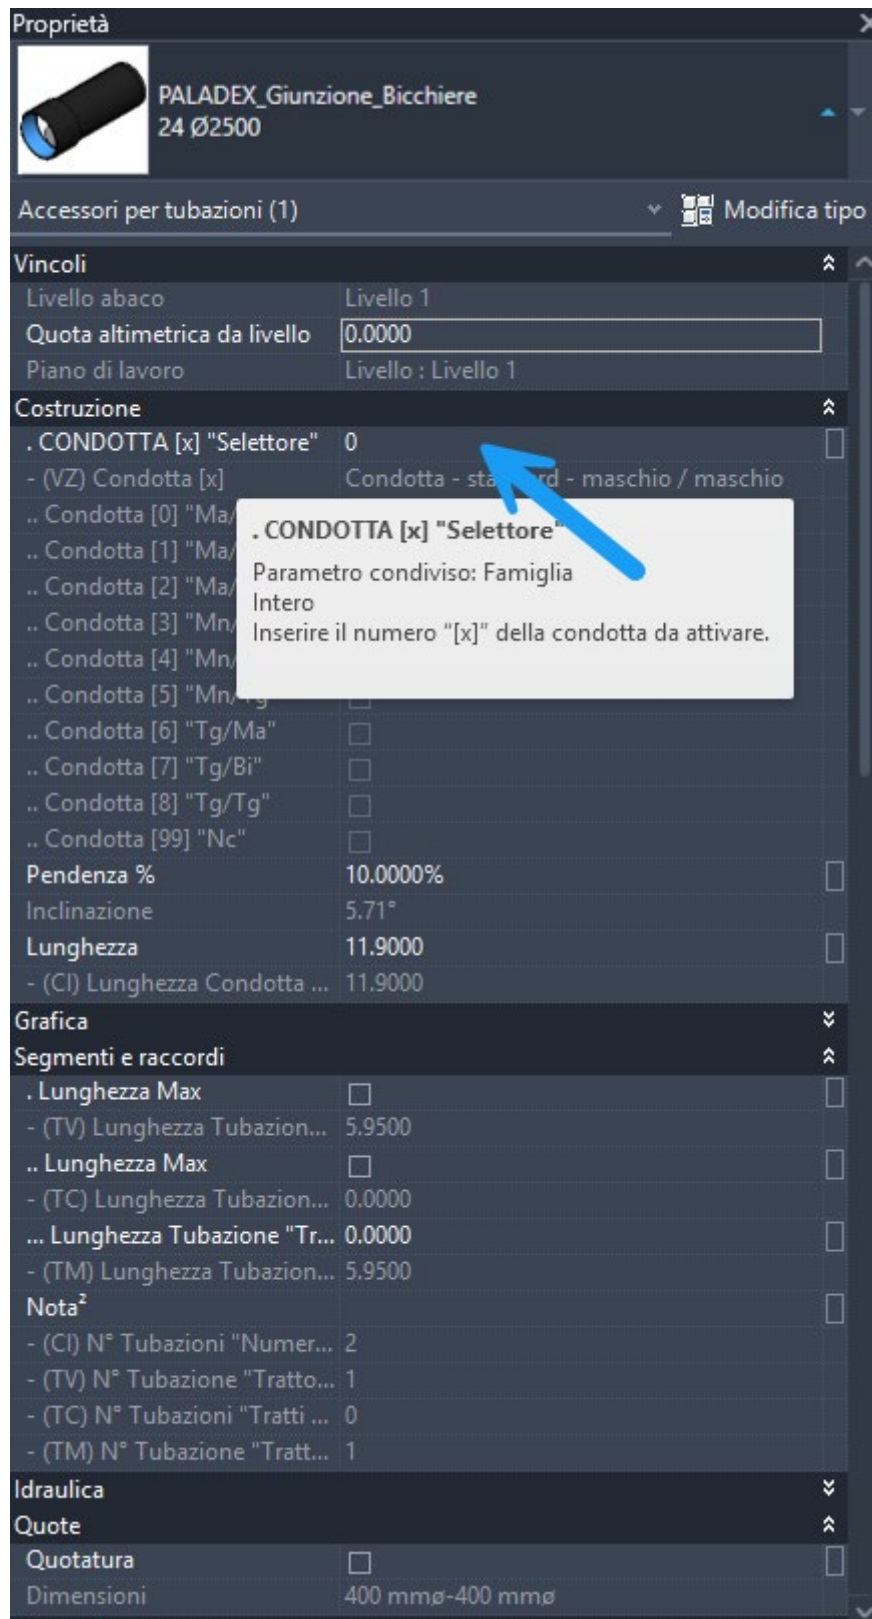 Proprietà
PALADEX_Giunzione_Bicchiere
24 Ø2500
Accessori per tubazioni (1)
Modifica tipo
Vincoli
Livello abaco Livello 1
Quota altimetrica da livello 0.0000
Piano di lavoro Livello : Livello 1
Costruzione
. CONDOTTA [x] "Selettore" 0
- (VZ) Condotta [x] Condotta - - maschio / maschio
.. Condotta [0] "Ma/
.. Condotta [1] "Ma/
.. Condotta [2] "Ma/
.. Condotta [3] "Mn/
.. Condotta [4] "Mn/
.. Condotta [5] "Mn/
. CONDOTTA [x] "Selettore"
Parametro condiviso: Famiglia
Intero
Inserire il numero "[x]" della condotta da attivare.
.. Condotta [6] "Tg/Ma"
.. Condotta [7] "Tg/Bi"
.. Condotta [8] "Tg/Tg"
.. Condotta [99] "Nc"
Pendenza % 10.0000%
Inclinazione 5.71°
Lunghezza 11.9000
- (CI) Lunghezza Condotta ... 11.9000
Grafica
Segmenti e raccordi
. Lunghezza Max
- (TV) Lunghezza Tubazion... 5.9500
.. Lunghezza Max
- (TC) Lunghezza Tubazion... 0.0000
... Lunghezza Tubazione "Tr... 0.0000
- (TM) Lunghezza Tubazion... 5.9500
Nota²
- (CI) N° Tubazioni "Numer... 2
- (TV) N° Tubazione "Tratto... 1
- (TC) N° Tubazioni "Tratti ... 0
- (TM) N° Tubazione "Tratt... 1
Idraulica
Quote
Quotatura
Dimensioni 400 mmø-400 mmø